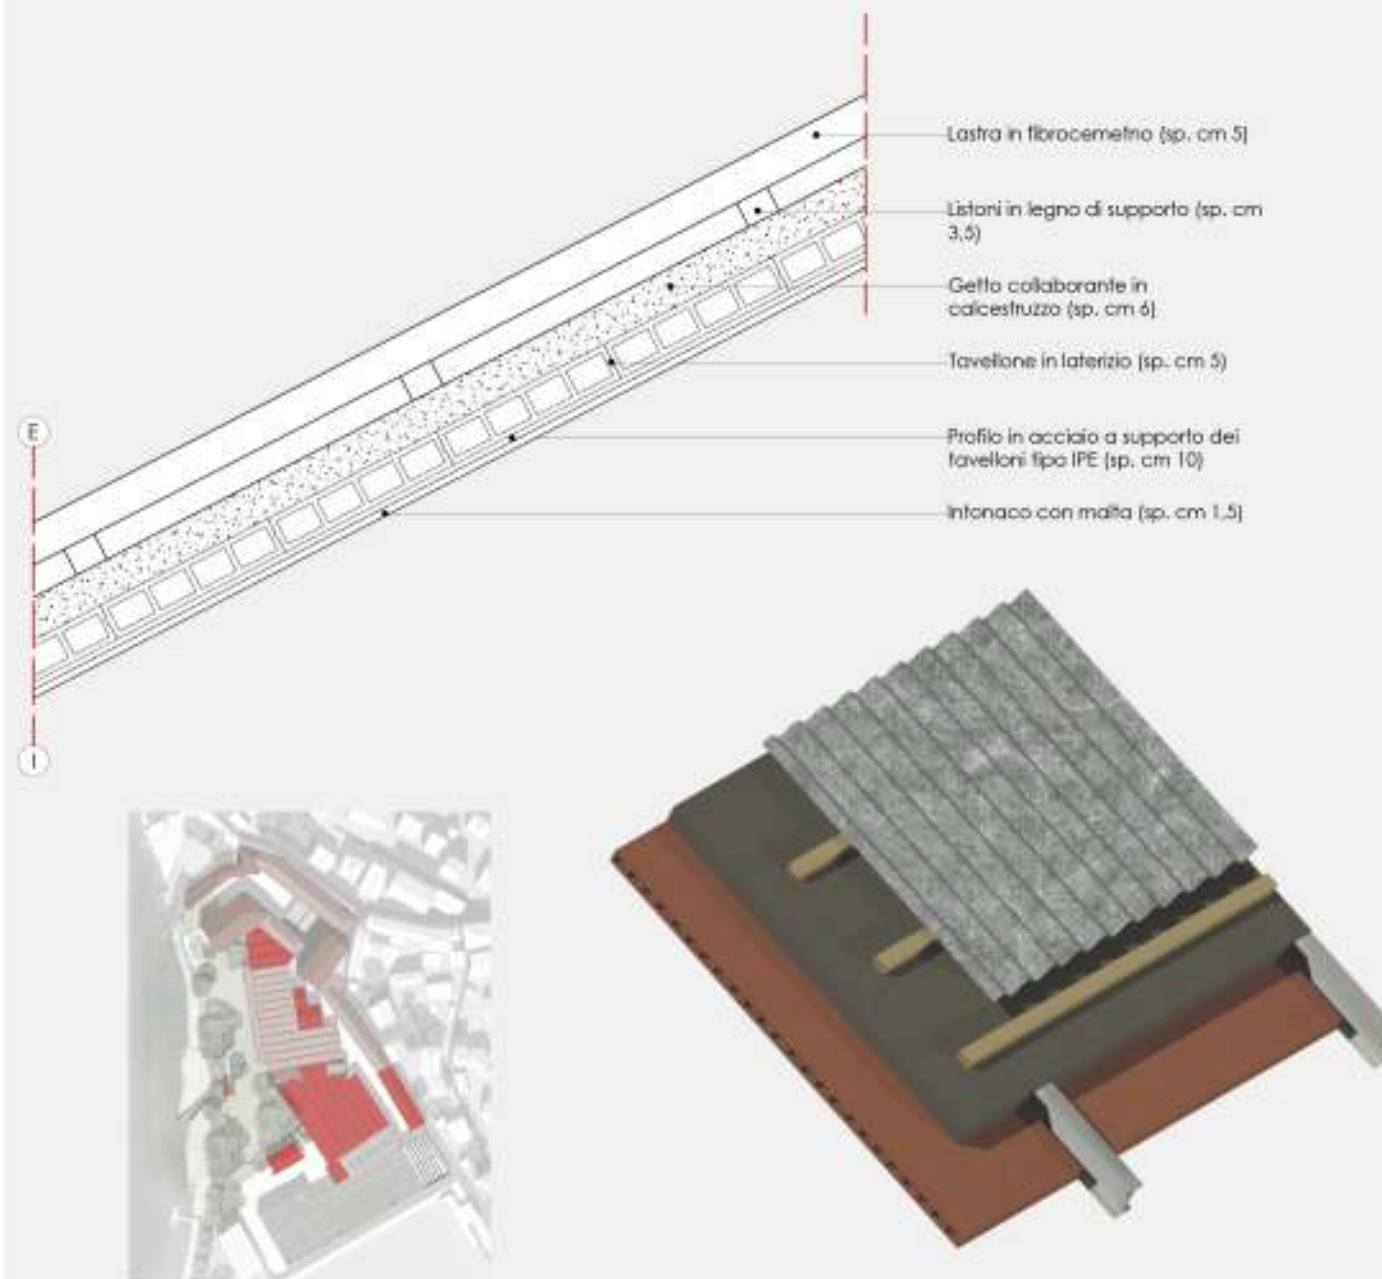 Lastra in fibrocemetno (sp. cm 5)
Listoni in legno di supporto (sp. cm
3,5)
Getto collaborante in
calcestruzzo (sp. cm 6)
Tavellone in laterizio (sp. cm 5)
E
Profilo in acciaio a supporto dei
tavelloni tipo IPE (sp. cm 10)
Intonaco con malta (sp. cm 1,5)
I